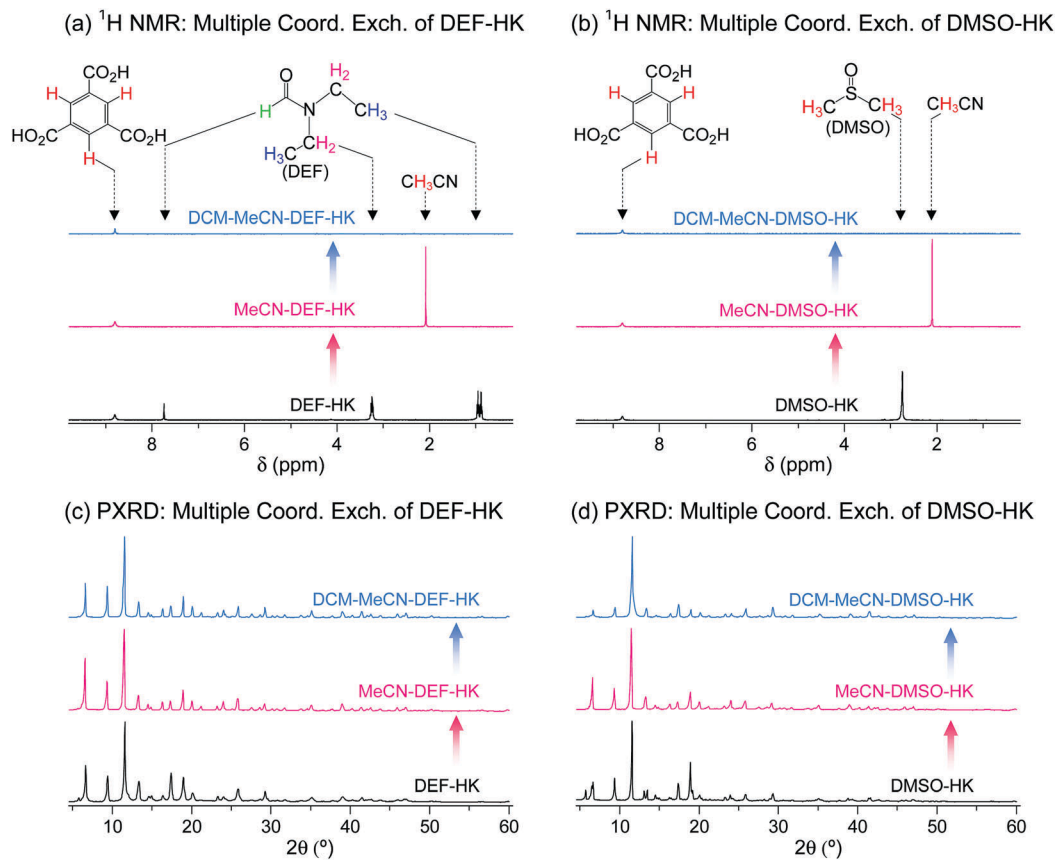 (a) ¹H NMR: Multiple Coord. Exch. of DEF-HK
CO₂H
H
H
HO₂C
CO₂H
H
O
H
N
H₂
H₃
H₃C
H₂
(DEF)
CH₃CN
DCM-MeCN-DEF-HK
MeCN-DEF-HK
DEF-HK
8
6
4
2
δ (ppm)
(b) ¹H NMR: Multiple Coord. Exch. of DMSO-HK
CO₂H
H
H
HO₂C
CO₂H
H
O
H₃C
S
CH₃
(DMSO)
CH₃CN
DCM-MeCN-DMSO-HK
MeCN-DMSO-HK
DMSO-HK
8
6
4
2
δ (ppm)
(c) PXRD: Multiple Coord. Exch. of DEF-HK
DCM-MeCN-DEF-HK
MeCN-DEF-HK
DEF-HK
10
20
30
40
50
60
2θ (º)
(d) PXRD: Multiple Coord. Exch. of DMSO-HK
DCM-MeCN-DMSO-HK
MeCN-DMSO-HK
DMSO-HK
10
20
30
40
50
60
2θ (º)